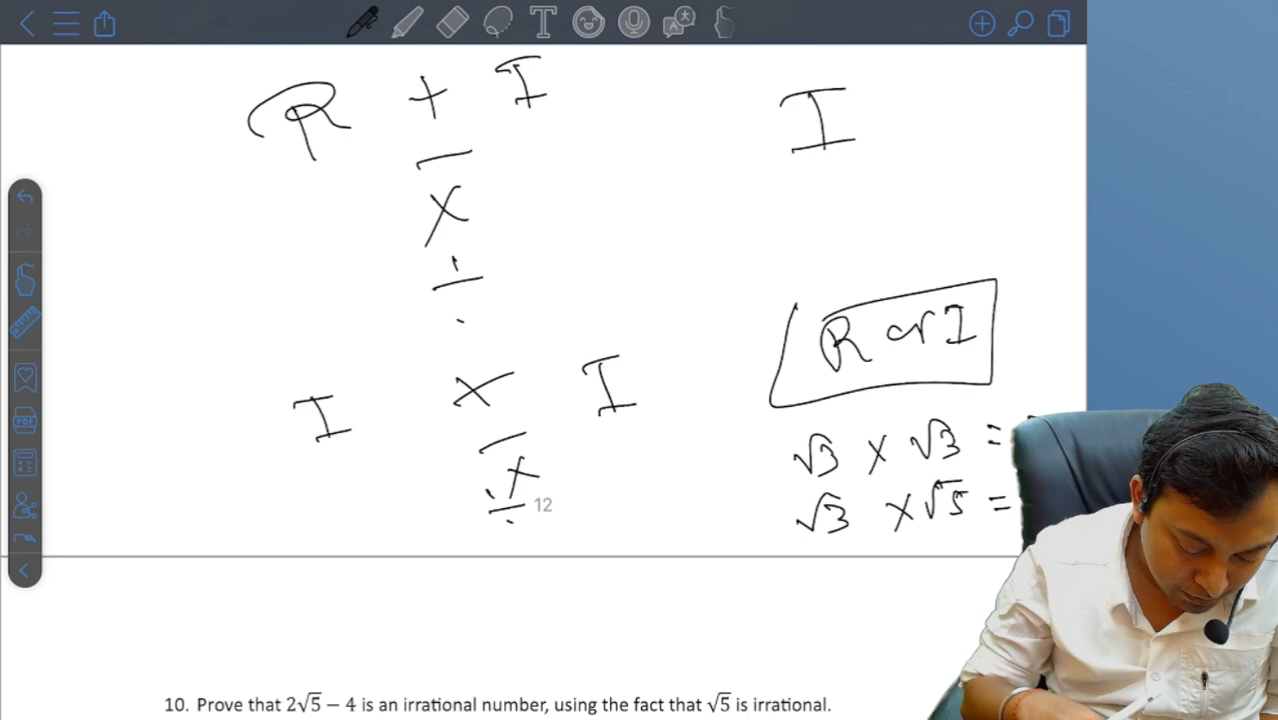 R + I I
−
×
÷
R or I
I × I
−
×
÷ 12
√3 × √3 =
√3 × √5 =
10. Prove that 2√5 − 4 is an irrational number, using the fact that √5 is irrational.